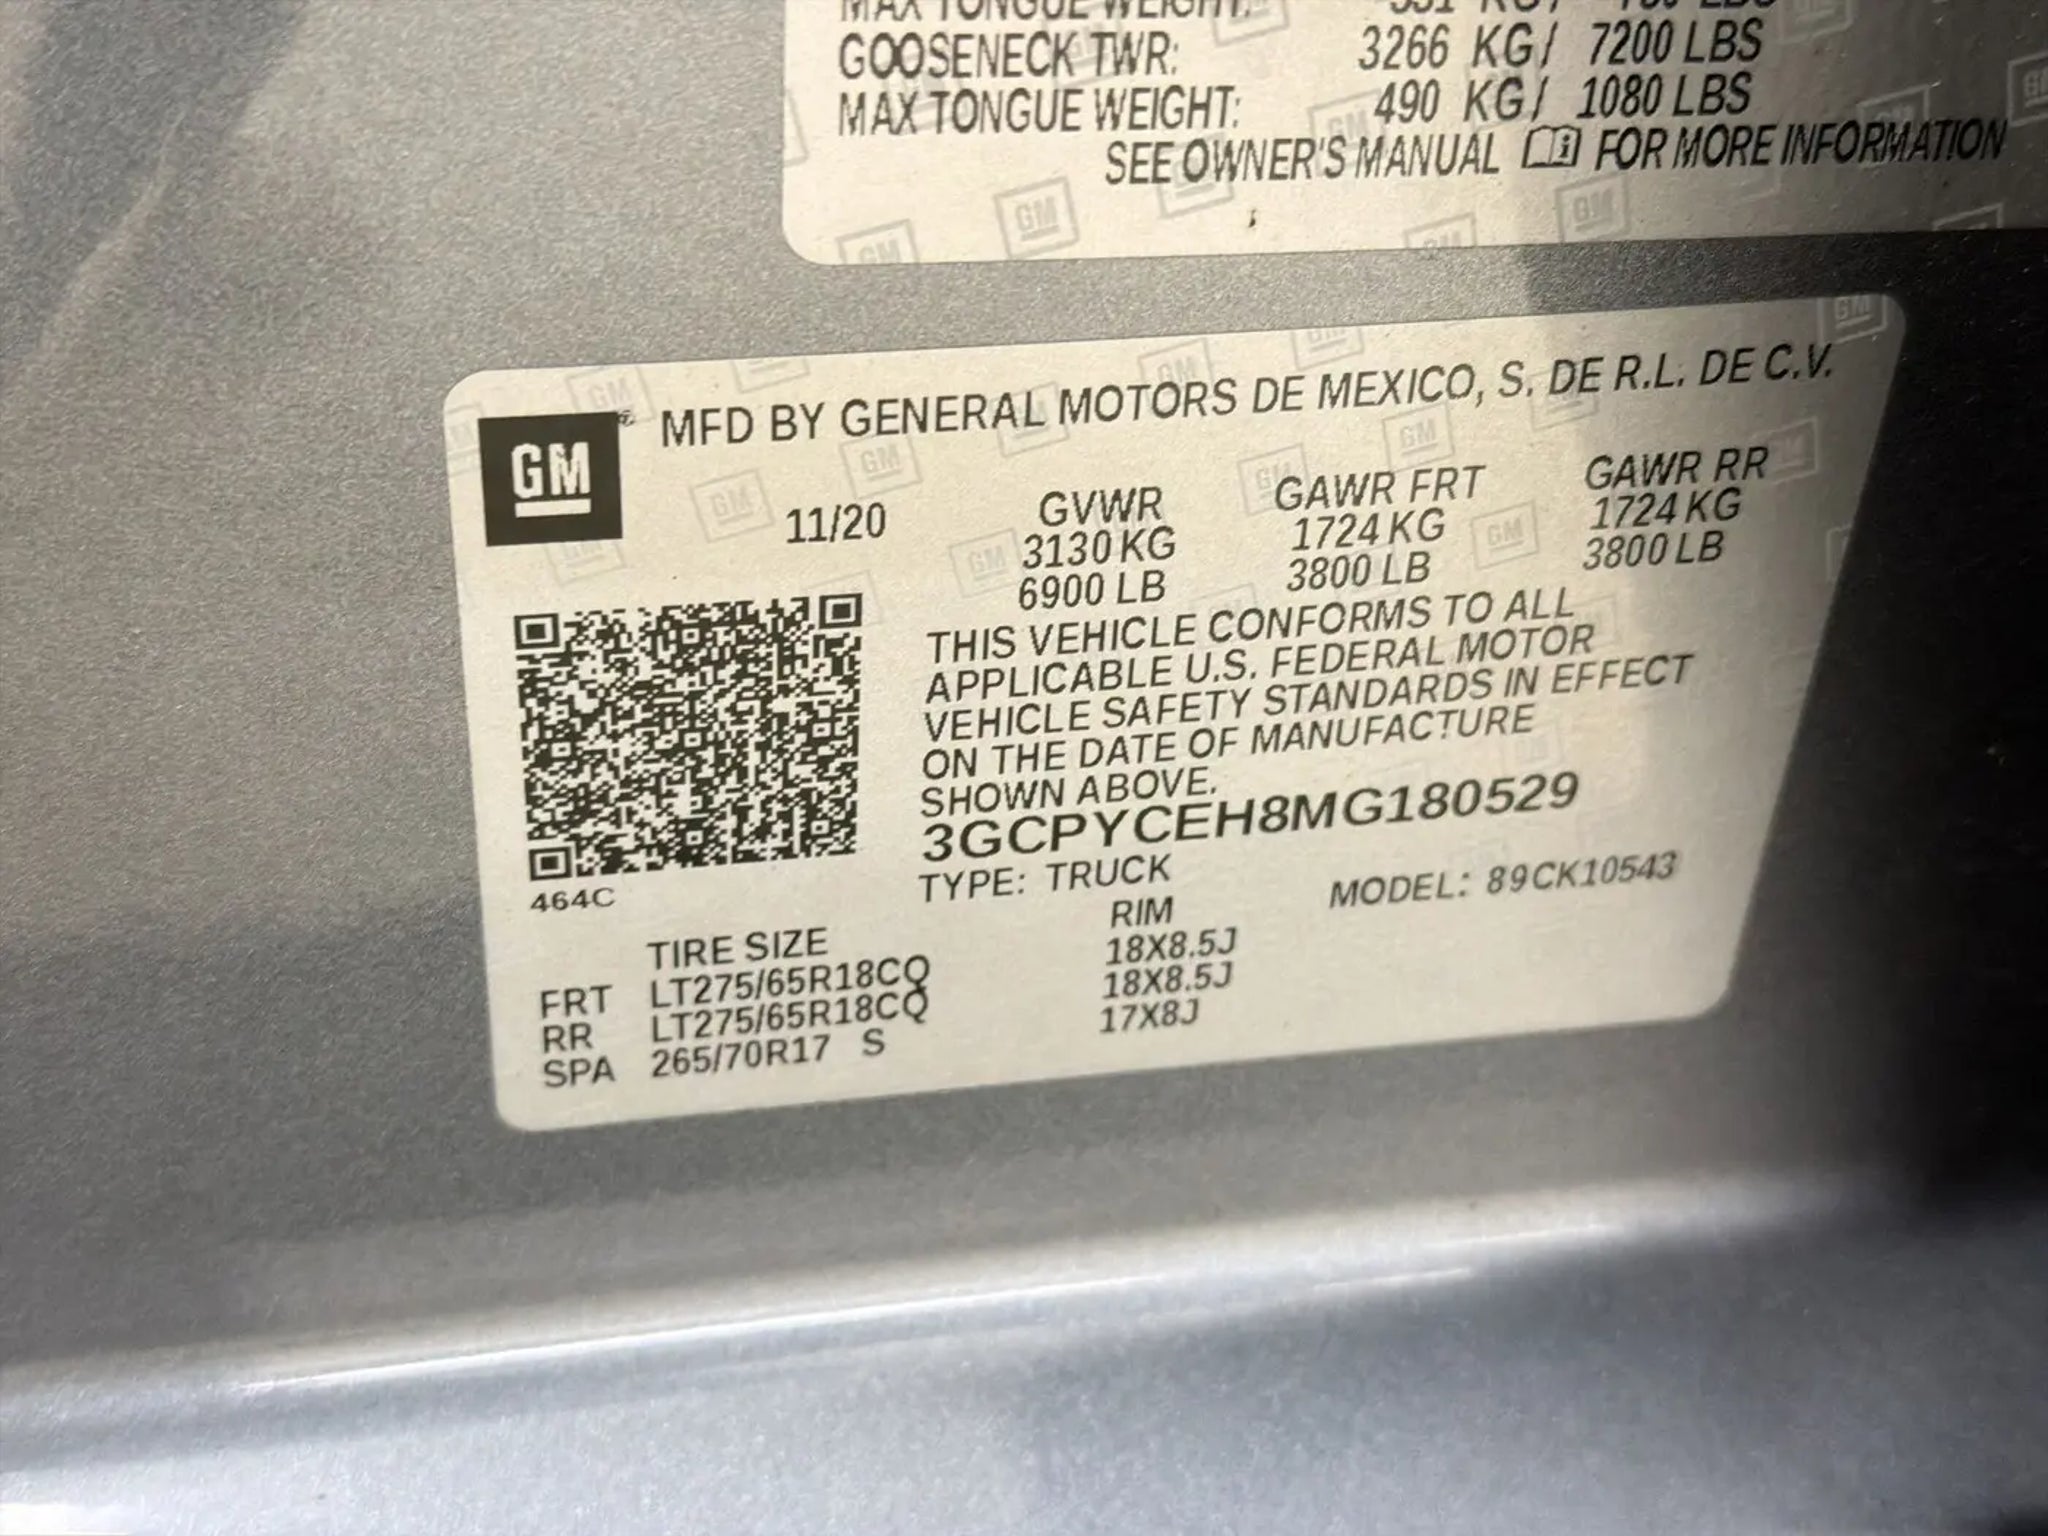 MAX TONGUE WEIGHT:
GOOSENECK TWR: 3266 KG/ 7200 LBS
MAX TONGUE WEIGHT: 490 KG/ 1080 LBS
SEE OWNER'S MANUAL FOR MORE INFORMATION
GM® MFD BY GENERAL MOTORS DE MEXICO, S. DE R.L. DE C.V.
11/20 GVWR GAWR FRT GAWR RR
3130 KG 1724 KG 1724 KG
6900 LB 3800 LB 3800 LB
THIS VEHICLE CONFORMS TO ALL
APPLICABLE U.S. FEDERAL MOTOR
VEHICLE SAFETY STANDARDS IN EFFECT
ON THE DATE OF MANUFACTURE
SHOWN ABOVE.
3GCPYCEH8MG180529
TYPE: TRUCK MODEL: 89CK10543
464C
TIRE SIZE RIM
FRT LT275/65R18CQ 18X8.5J
RR LT275/65R18CQ 18X8.5J
SPA 265/70R17 S 17X8J